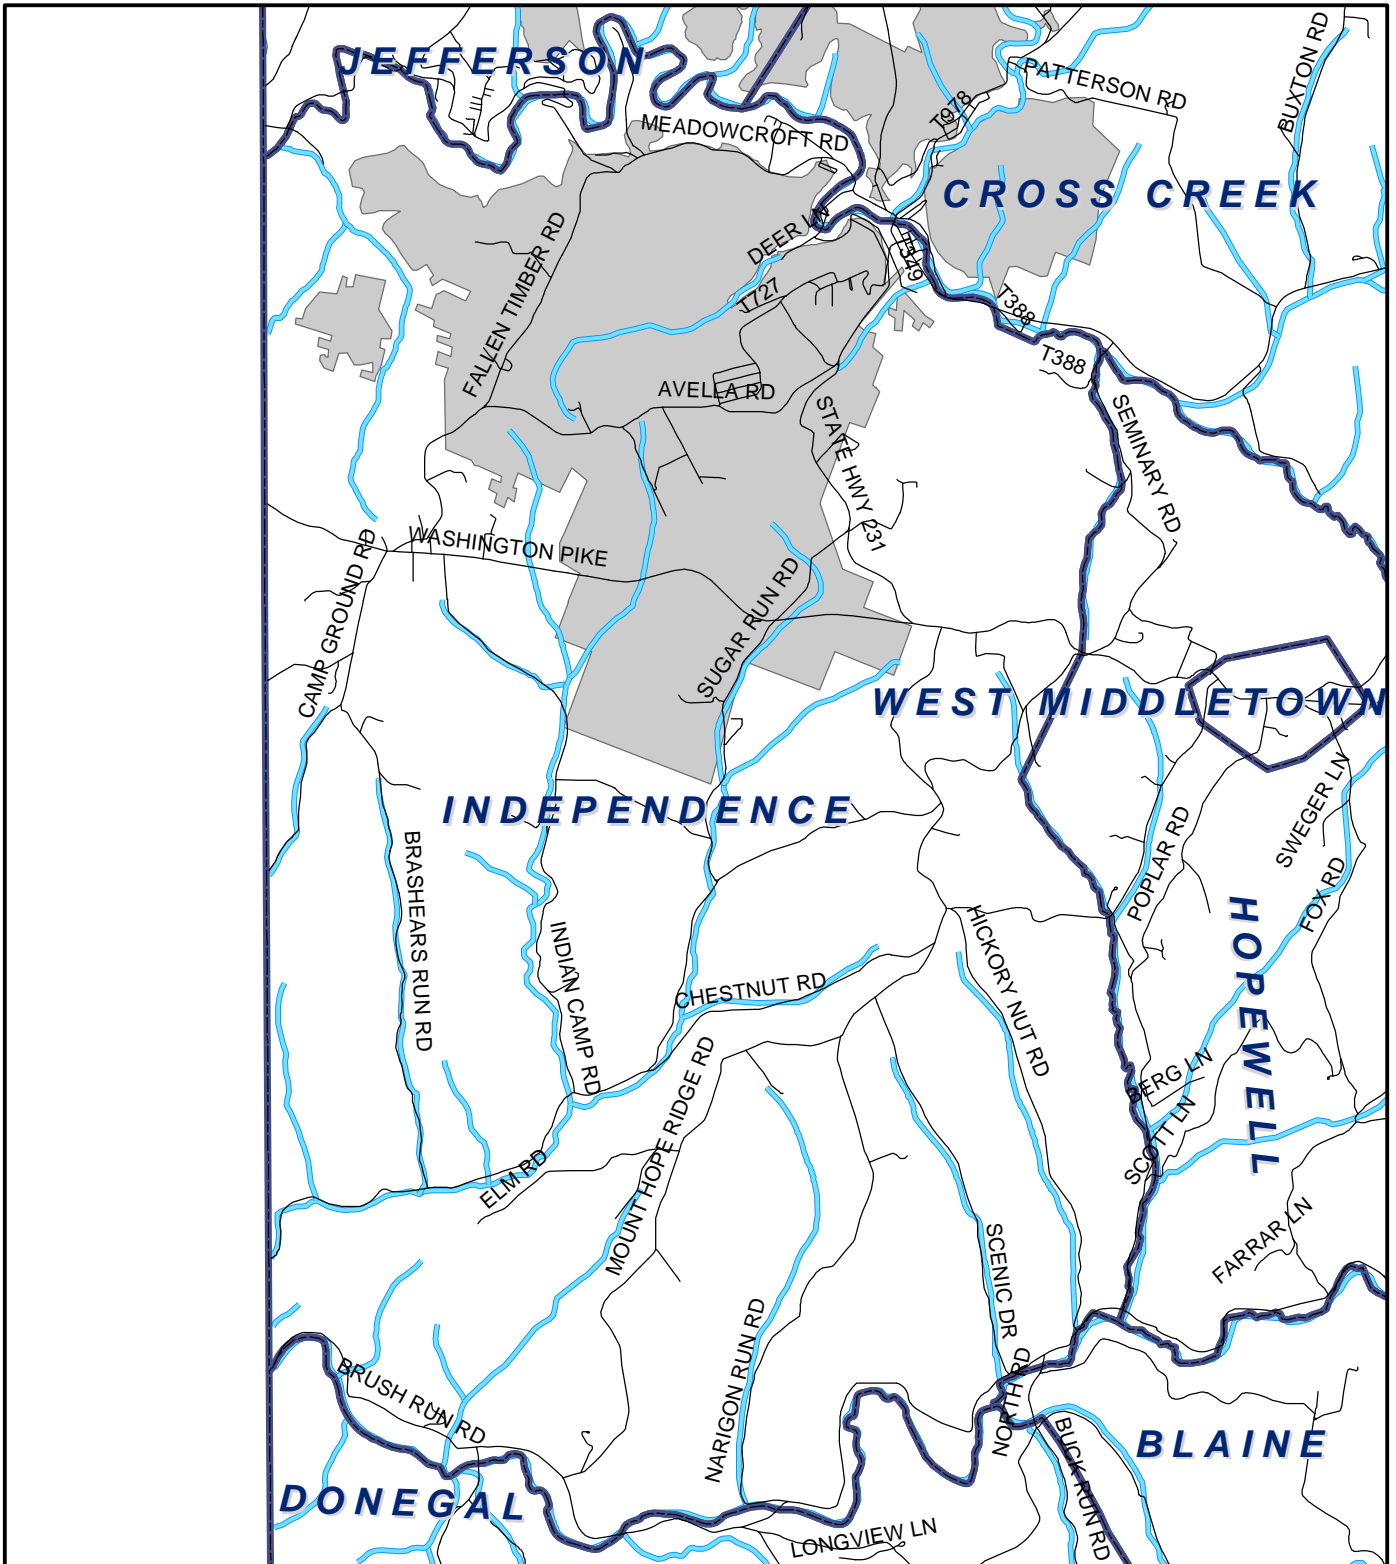 BUXTON RD
JEFFERSON
PATTERSON RD
T978
MEADOWCROFT RD
CROSS CREEK
DEER LN
FALLEN TIMBER RD
T349
T727
T388
T388
AVELLA RD
STATE HWY 231
SEMINARY RD
WASHINGTON PIKE
CAMP GROUND RD
SUGAR RUN RD
WEST MIDDLETOWN
SWEGER LN
INDEPENDENCE
POPLAR RD
BRASHEARS RUN RD
FOX RD
HOPEWELL
HICKORY NUT RD
INDIAN CAMP RD
CHESTNUT RD
MOUNT HOPE RIDGE RD
BERG LN
SCOTT LN
ELM RD
FARRAR LN
SCENIC DR
NARIGON RUN RD
NORTH RD
BRUSH RUN RD
BUCK RUN RD
BLAINE
DONEGAL
LONGVIEW LN